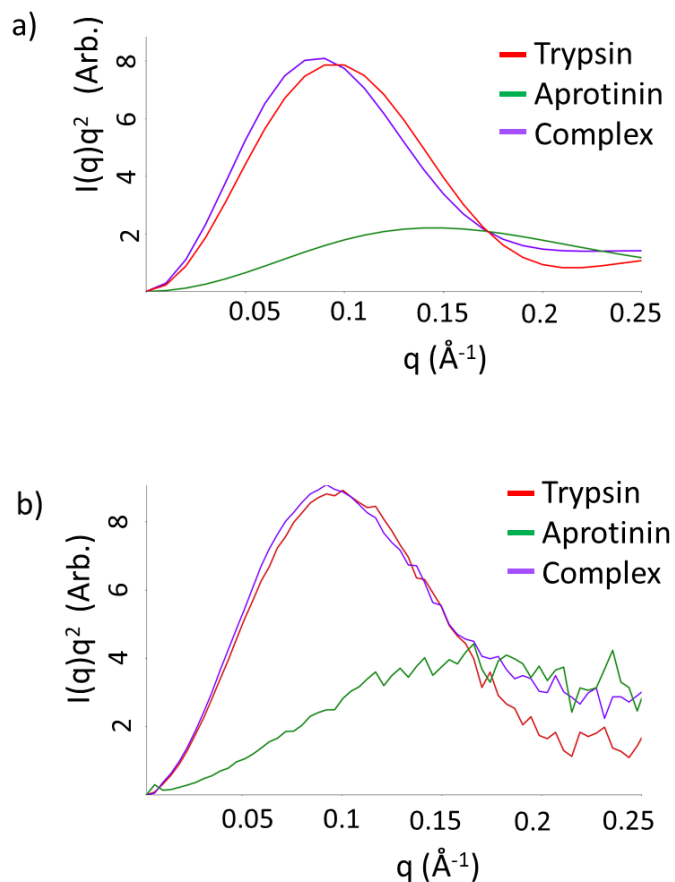 a)
I(q)q² (Arb.)
8
6
4
2
Trypsin
Aprotinin
Complex
0.05 0.1 0.15 0.2 0.25
q (Å⁻¹)
b)
I(q)q² (Arb.)
8
6
4
2
Trypsin
Aprotinin
Complex
0.05 0.1 0.15 0.2 0.25
q (Å⁻¹)